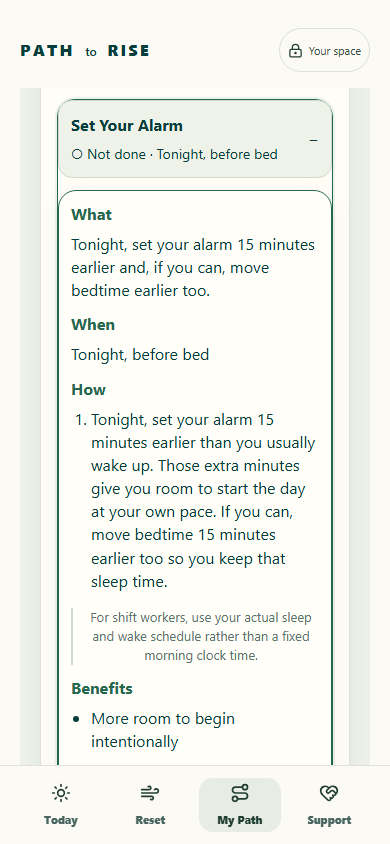 PATH to RISE
Your space
Set Your Alarm
Not done · Tonight, before bed
What
Tonight, set your alarm 15 minutes
earlier and, if you can, move
bedtime earlier too.
When
Tonight, before bed
How
1. Tonight, set your alarm 15
minutes earlier than you usually
wake up. Those extra minutes
give you room to start the day
at your own pace. If you can,
move bedtime 15 minutes
earlier too so you keep that
sleep time.
For shift workers, use your actual sleep
and wake schedule rather than a fixed
morning clock time.
Benefits
• More room to begin
intentionally
Today
Reset
My Path
Support